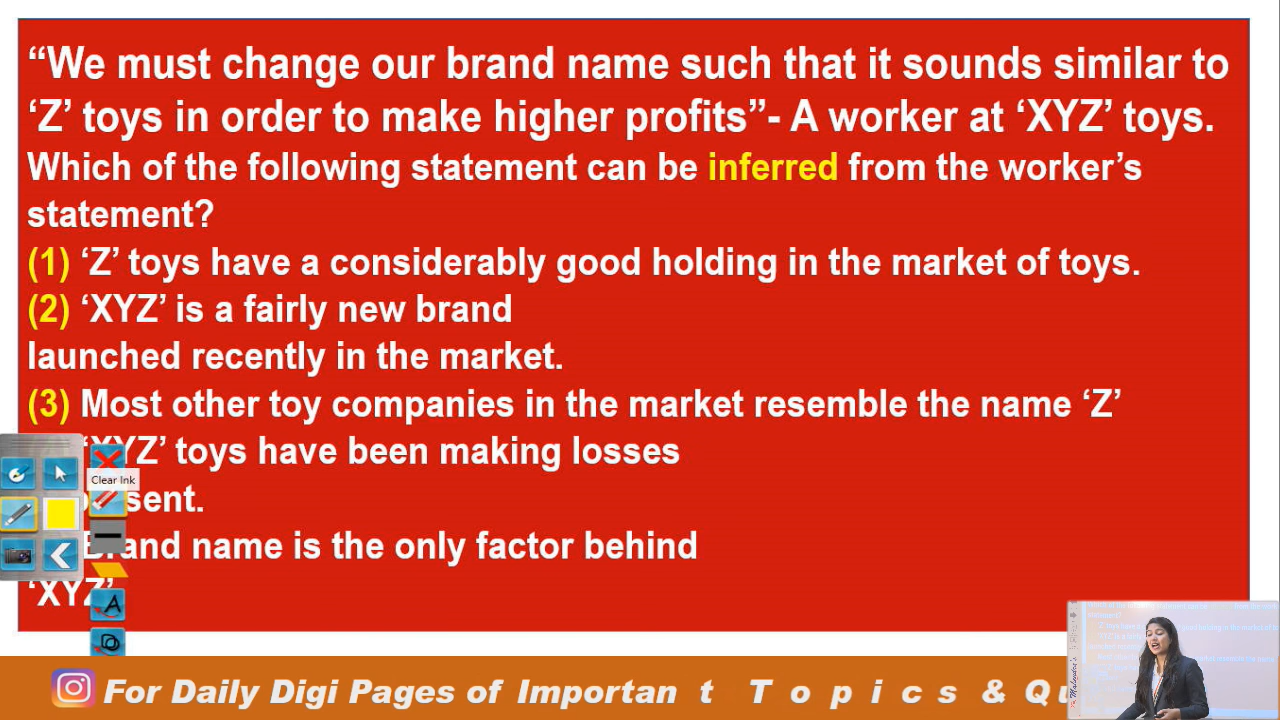 “We must change our brand name such that it sounds similar to
‘Z’ toys in order to make higher profits”- A worker at ‘XYZ’ toys.
Which of the following statement can be inferred from the worker’s
statement?
(1) ‘Z’ toys have a considerably good holding in the market of toys.
(2) ‘XYZ’ is a fairly new brand
launched recently in the market.
(3) Most other toy companies in the market resemble the name ‘Z’
‘XYZ’ toys have been making losses
sent.
Brand name is the only factor behind
‘XYZ’
Clear Ink
For Daily Digi Pages of Importan t T o p i c s & Qu